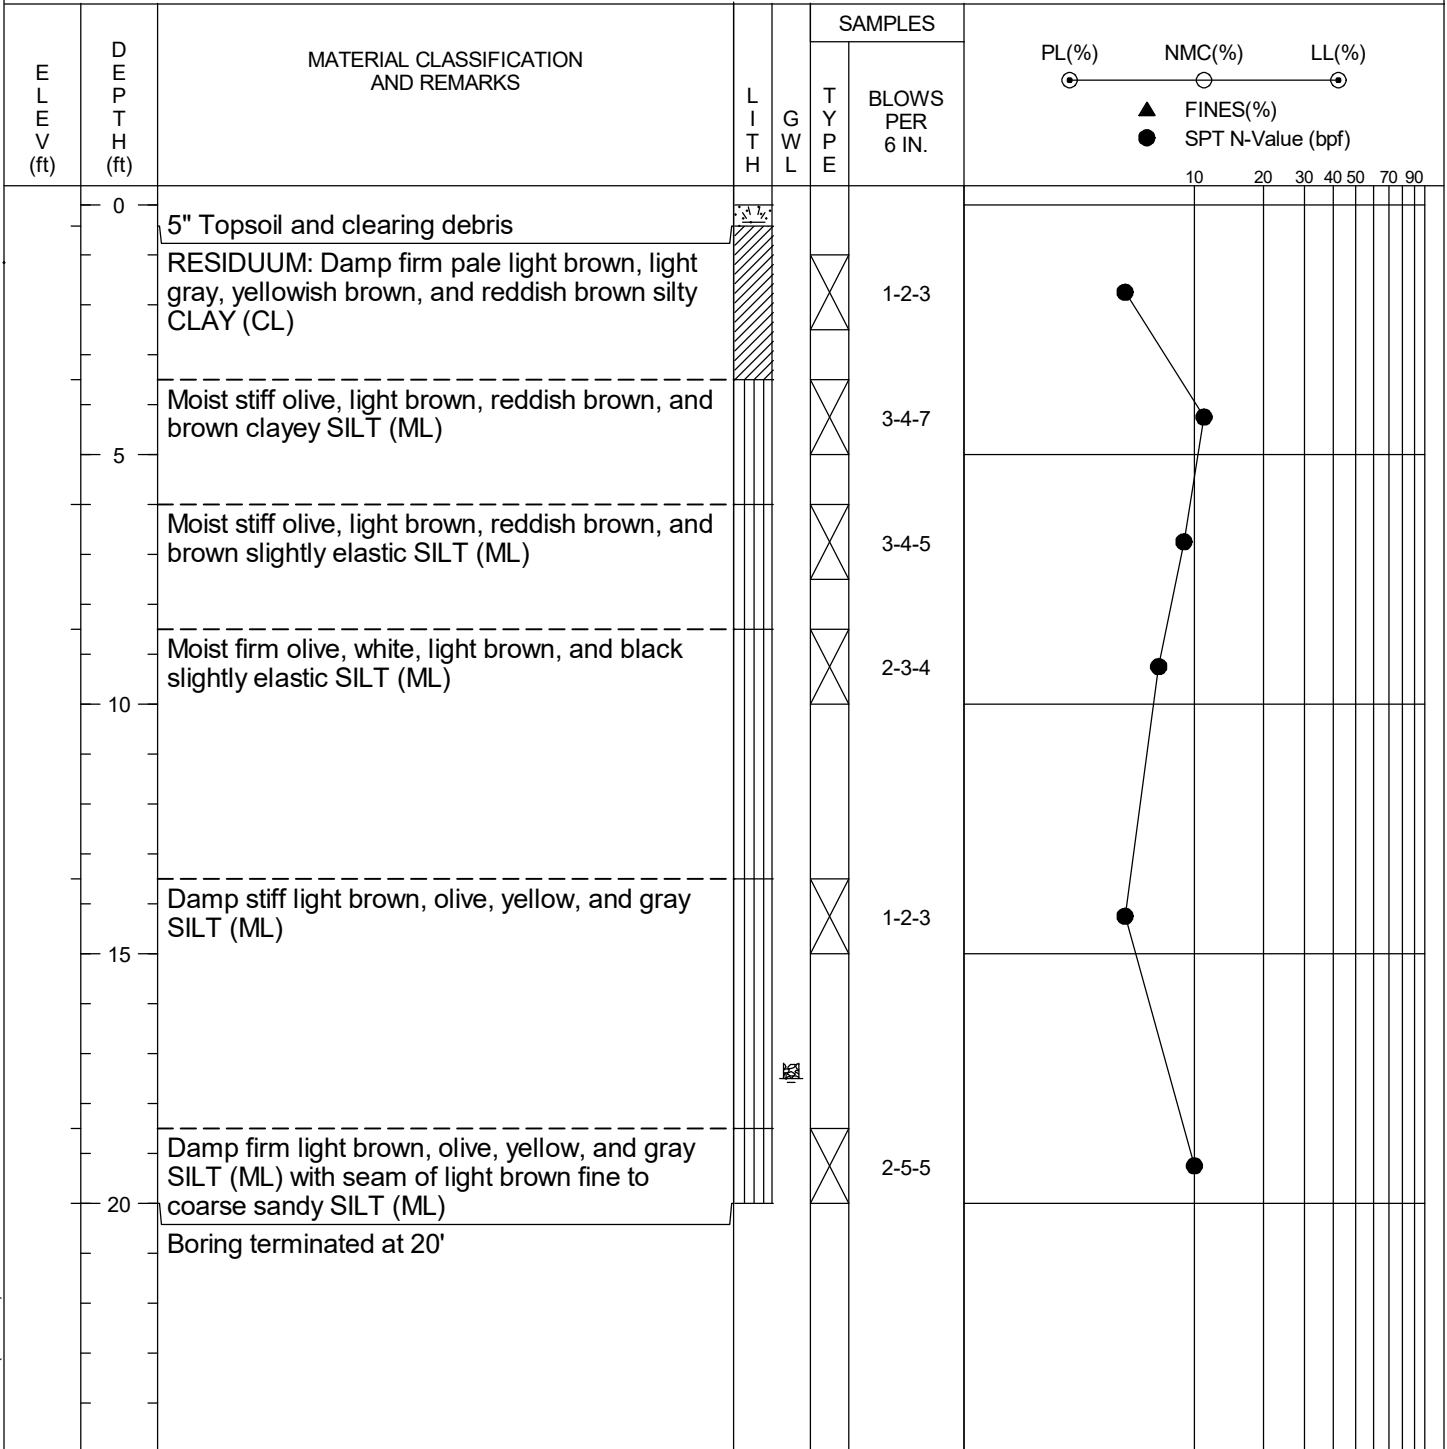 SAMPLES
ELEV (ft)
DEPTH (ft)
MATERIAL CLASSIFICATION
AND REMARKS
LITH
GWL
TYPE
BLOWS
PER
6 IN.
PL(%) NMC(%) LL(%)
FINES(%)
SPT N-Value (bpf)
10 20 30 40 50 70 90
0
5" Topsoil and clearing debris
RESIDUUM: Damp firm pale light brown, light
gray, yellowish brown, and reddish brown silty
CLAY (CL)
1-2-3
Moist stiff olive, light brown, reddish brown, and
brown clayey SILT (ML)
3-4-7
5
Moist stiff olive, light brown, reddish brown, and
brown slightly elastic SILT (ML)
3-4-5
Moist firm olive, white, light brown, and black
slightly elastic SILT (ML)
2-3-4
10
Damp stiff light brown, olive, yellow, and gray
SILT (ML)
1-2-3
15
Damp firm light brown, olive, yellow, and gray
SILT (ML) with seam of light brown fine to
coarse sandy SILT (ML)
2-5-5
20
Boring terminated at 20'